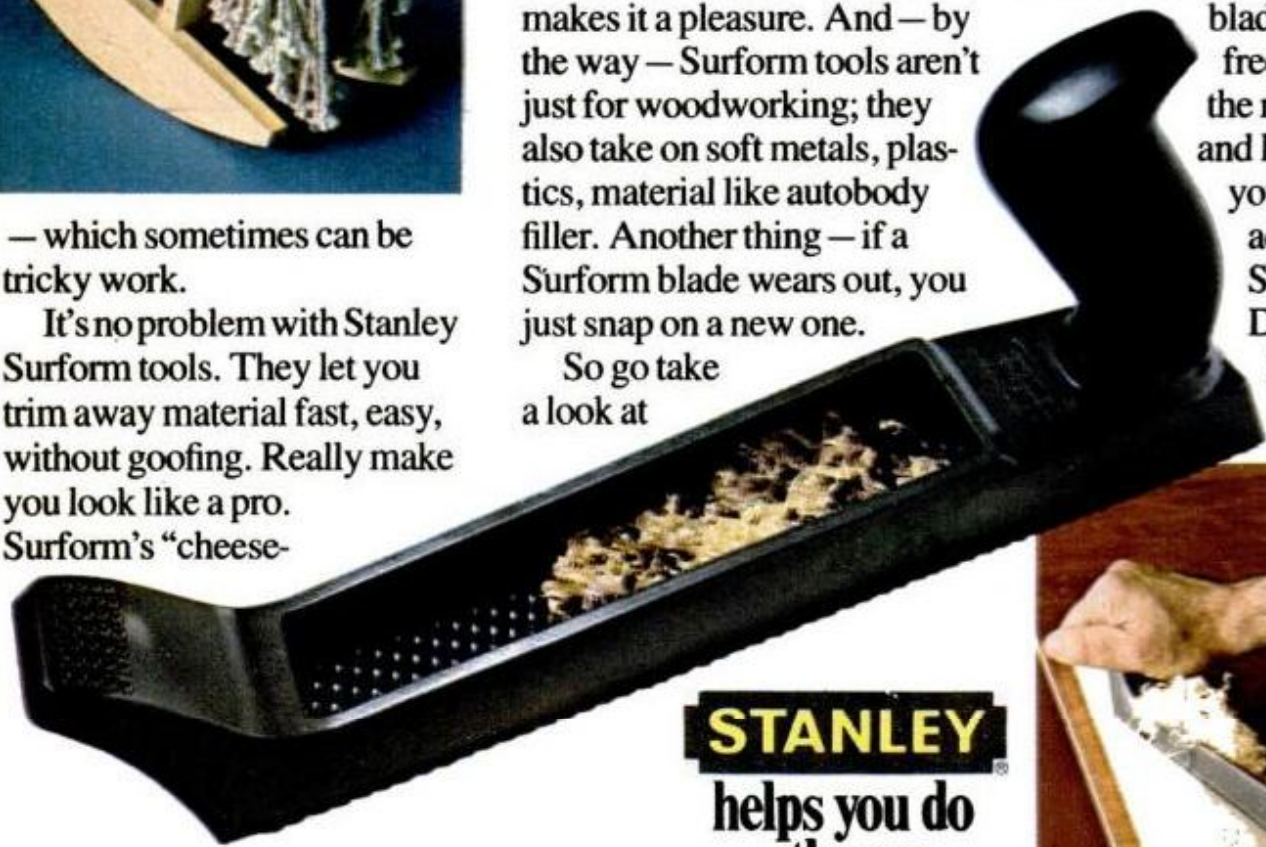 — which sometimes can be
tricky work.
It's no problem with Stanley
Surform tools. They let you
trim away material fast, easy,
without goofing. Really make
you look like a pro.
Surform's “cheese-
makes it a pleasure. And — by
the way — Surform tools aren't
just for woodworking; they
also take on soft metals, plas-
tics, material like autobody
filler. Another thing — if a
Surform blade wears out, you
just snap on a new one.
So go take
a look at
the
and
STANLEY®
helps you do